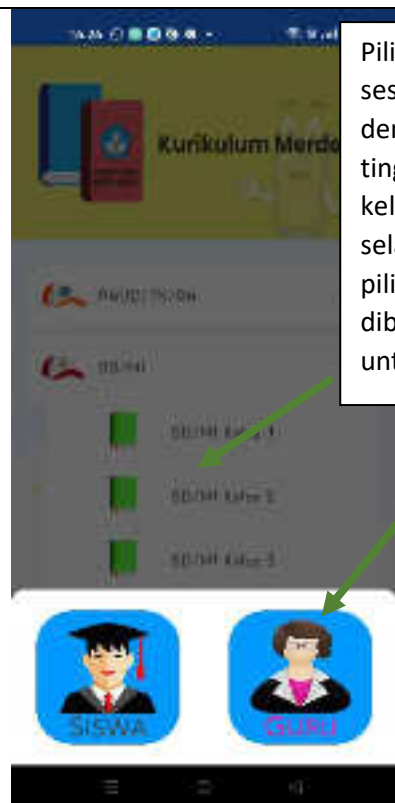 Kurikulum Merde
Pili
ses
der
ting
kel
sela
pili
dib
unt
SD/MI
SD/MI Kelas 1
SD/MI Kelas 2
SD/MI Kelas 3
SISWA
GURU